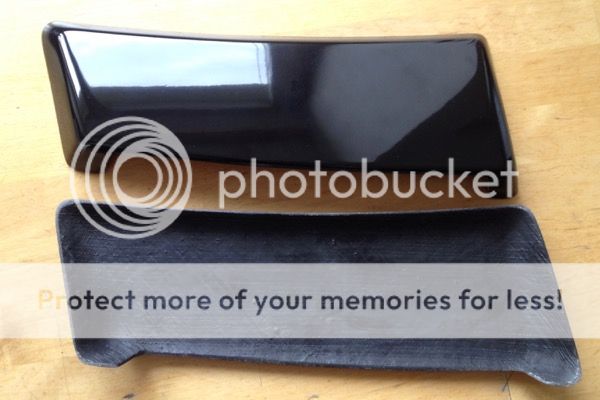 photobucket
Protect more of your memories for less!